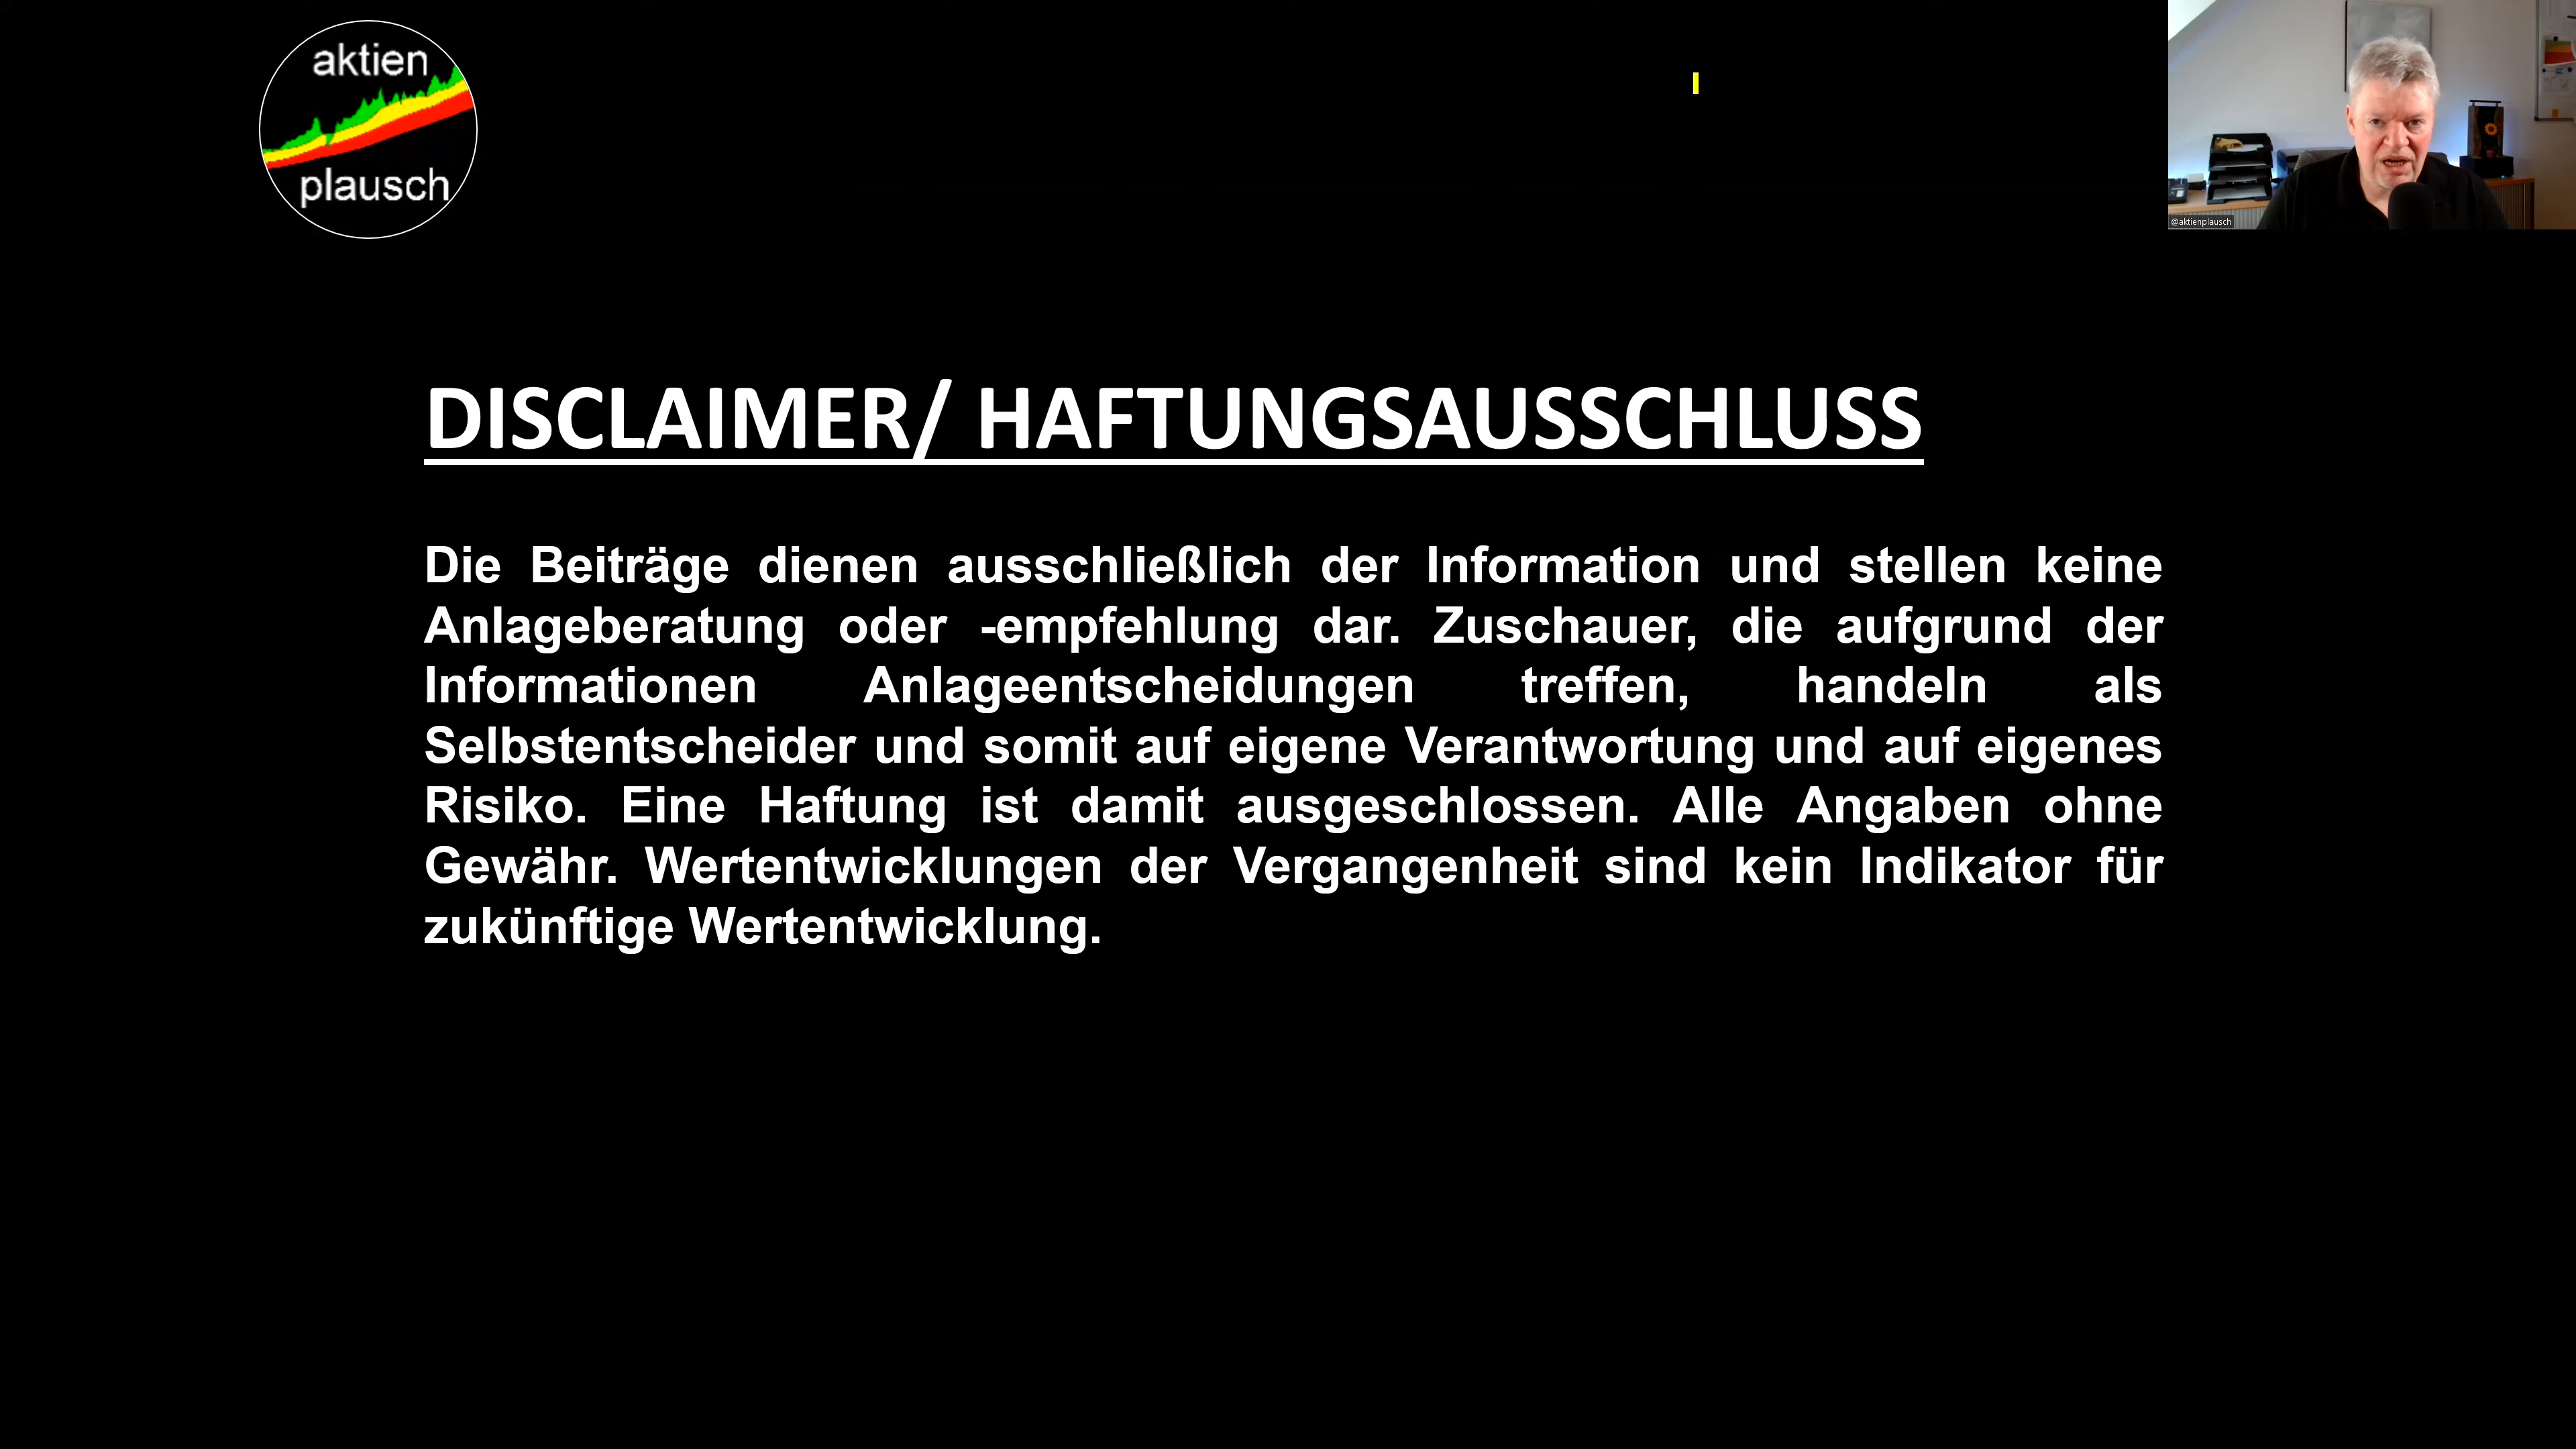 aktien
plausch
@aktienplausch
DISCLAIMER/ HAFTUNGSAUSSCHLUSS
Die Beiträge dienen ausschließlich der Information und stellen keine
Anlageberatung oder -empfehlung dar. Zuschauer, die aufgrund der
Informationen Anlageentscheidungen treffen, handeln als
Selbstentscheider und somit auf eigene Verantwortung und auf eigenes
Risiko. Eine Haftung ist damit ausgeschlossen. Alle Angaben ohne
Gewähr. Wertentwicklungen der Vergangenheit sind kein Indikator für
zukünftige Wertentwicklung.